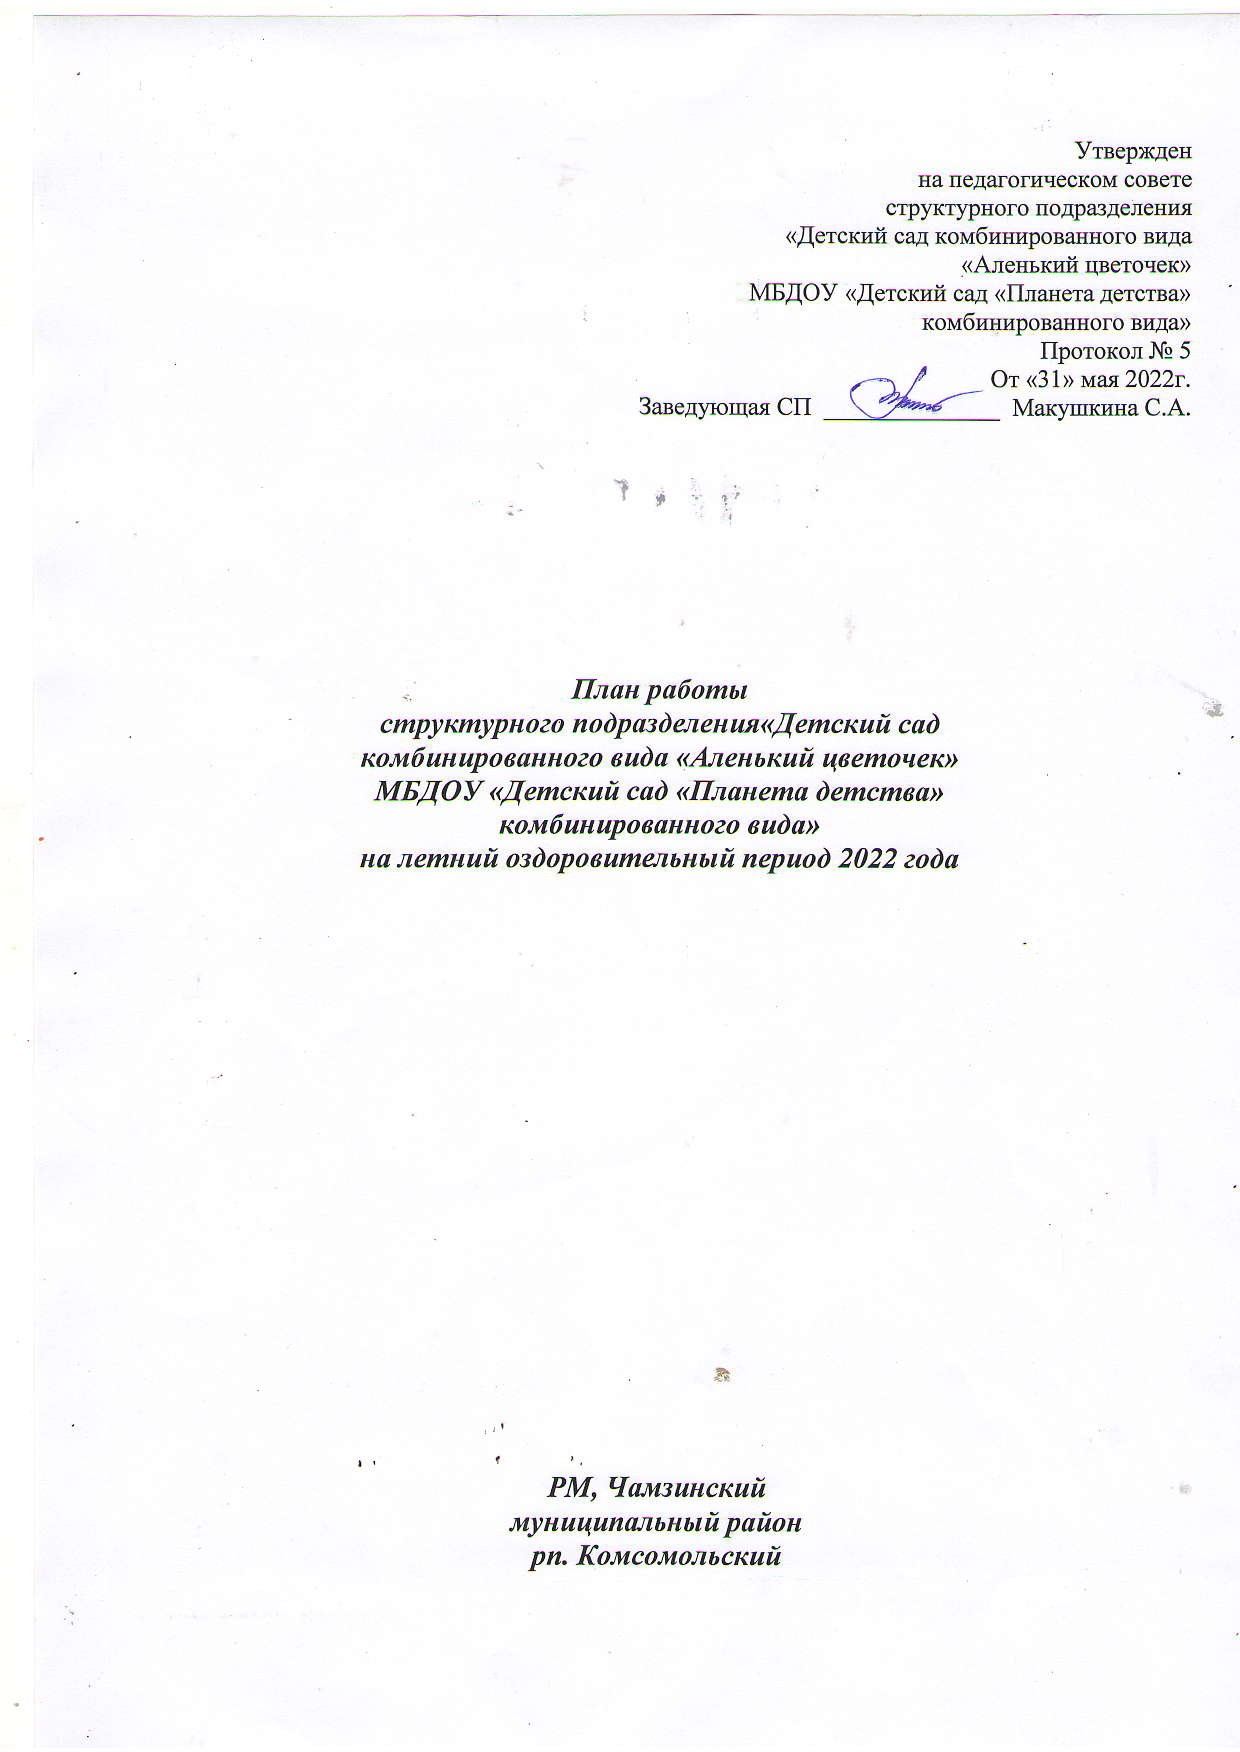 Утвержден
на педагогическом совете
структурного подразделения
«Детский сад комбинированного вида
«Аленький цветочек»
МБДОУ «Детский сад «Планета детства»
комбинированного вида»
Протокол № 5
От «31» мая 2022г.
Заведующая СП ______________ Макушкина С.А.
План работы
структурного подразделения«Детский сад
комбинированного вида «Аленький цветочек»
МБДОУ «Детский сад «Планета детства»
комбинированного вида»
на летний оздоровительный период 2022 года
РМ, Чамзинский
муниципальный район
рп. Комсомольский